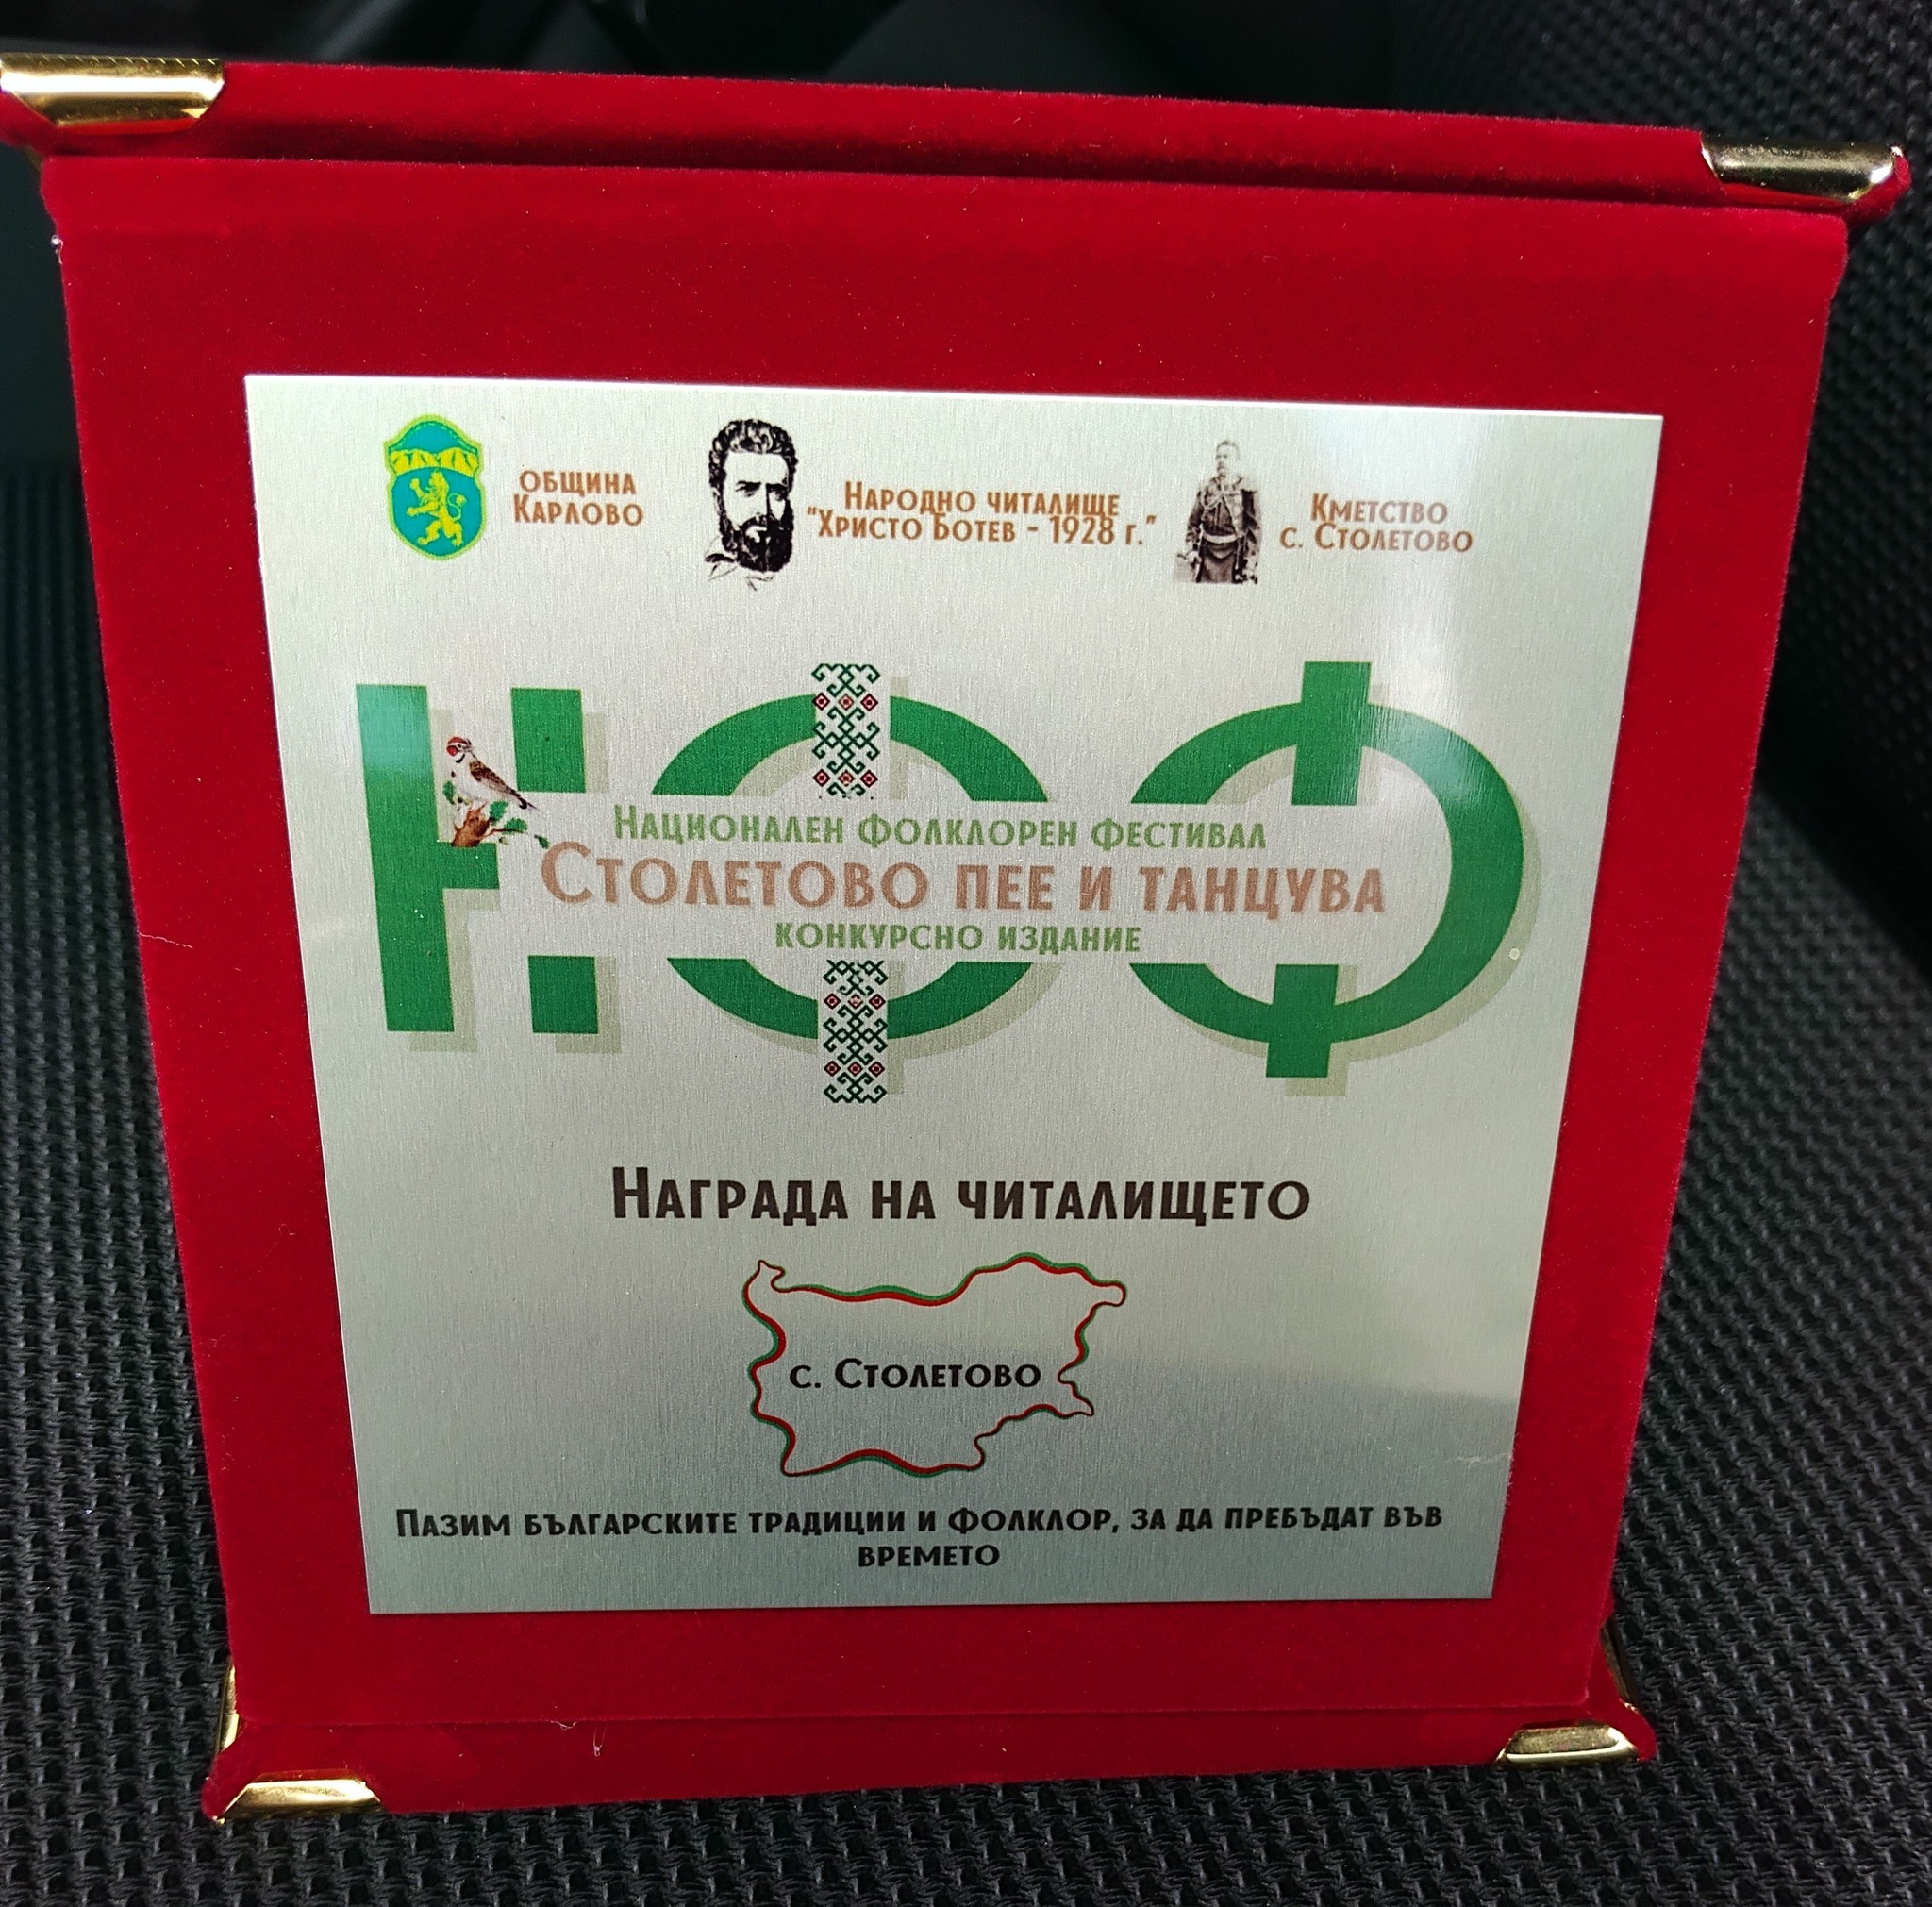 ОБЩИНА
КАРЛОВО
НАРОДНО ЧИТАЛИЩЕ
"ХРИСТО БОТЕВ - 1928 г."
КМЕТСТВО
с. СТОЛЕТОВО
НФФ
НАЦИОНАЛЕН ФОЛКЛОРЕН ФЕСТИВАЛ
СТОЛЕТОВО ПЕЕ И ТАНЦУВА
КОНКУРСНО ИЗДАНИЕ
НАГРАДА НА ЧИТАЛИЩЕТО
с. СТОЛЕТОВО
ПАЗИМ БЪЛГАРСКИТЕ ТРАДИЦИИ И ФОЛКЛОР, ЗА ДА ПРЕБЪДАТ ВЪВ
ВРЕМЕТО